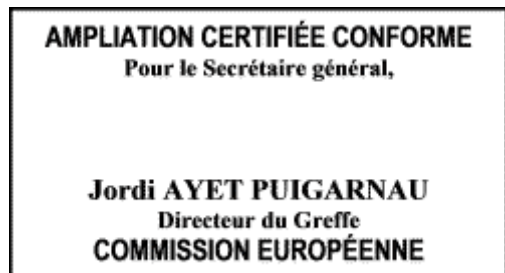 AMPLIATION CERTIFIÉE CONFORME
Pour le Secrétaire général,
Jordi AYET PUIGARNAU
Directeur du Greffe
COMMISSION EUROPÉENNE